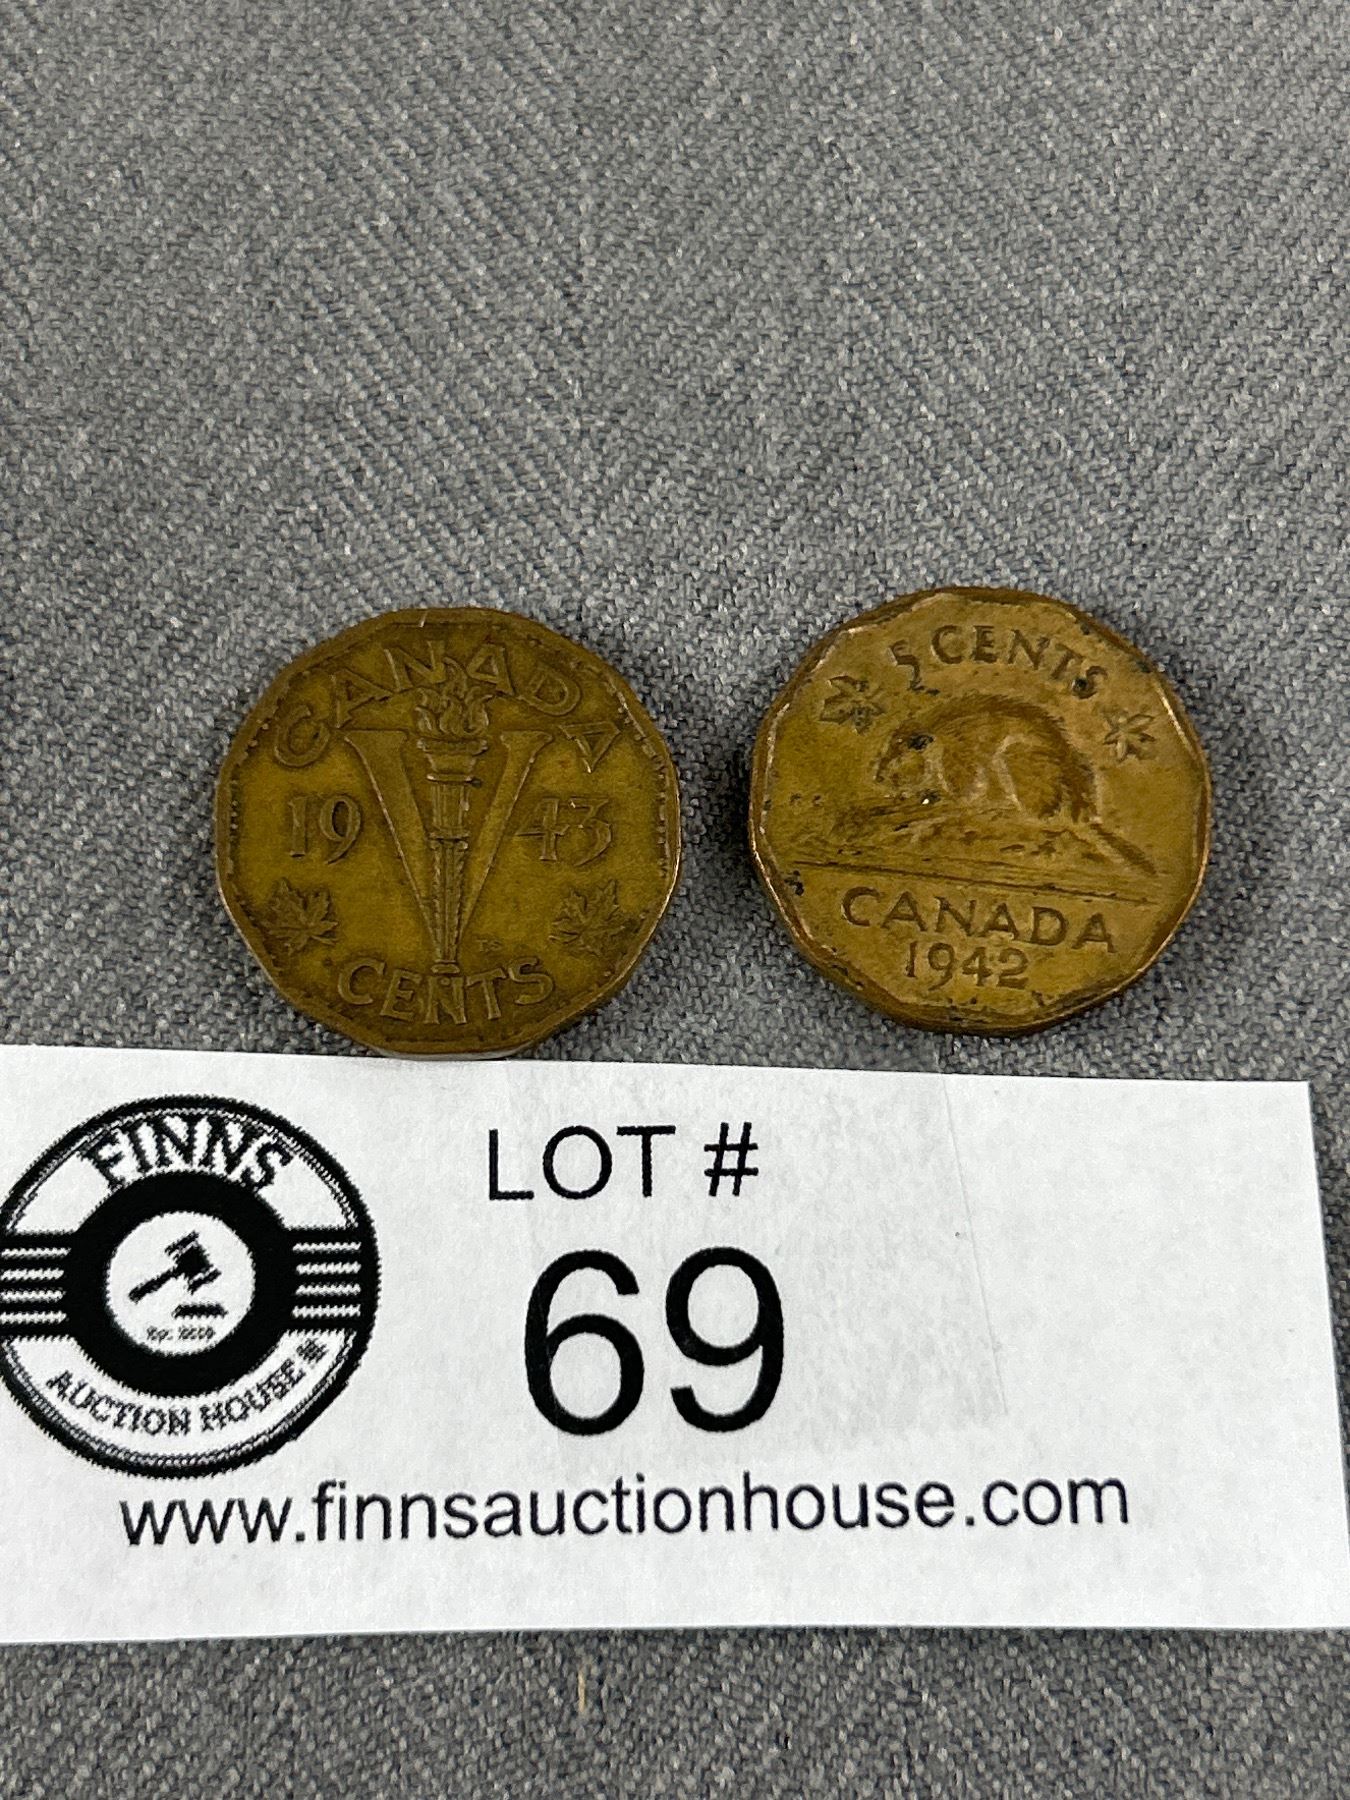 CANADA
19 43
CENTS
5 CENTS
CANADA
1942
FINNS
AUCTION HOUSE
LOT #
69
www.finnsauctionhouse.com